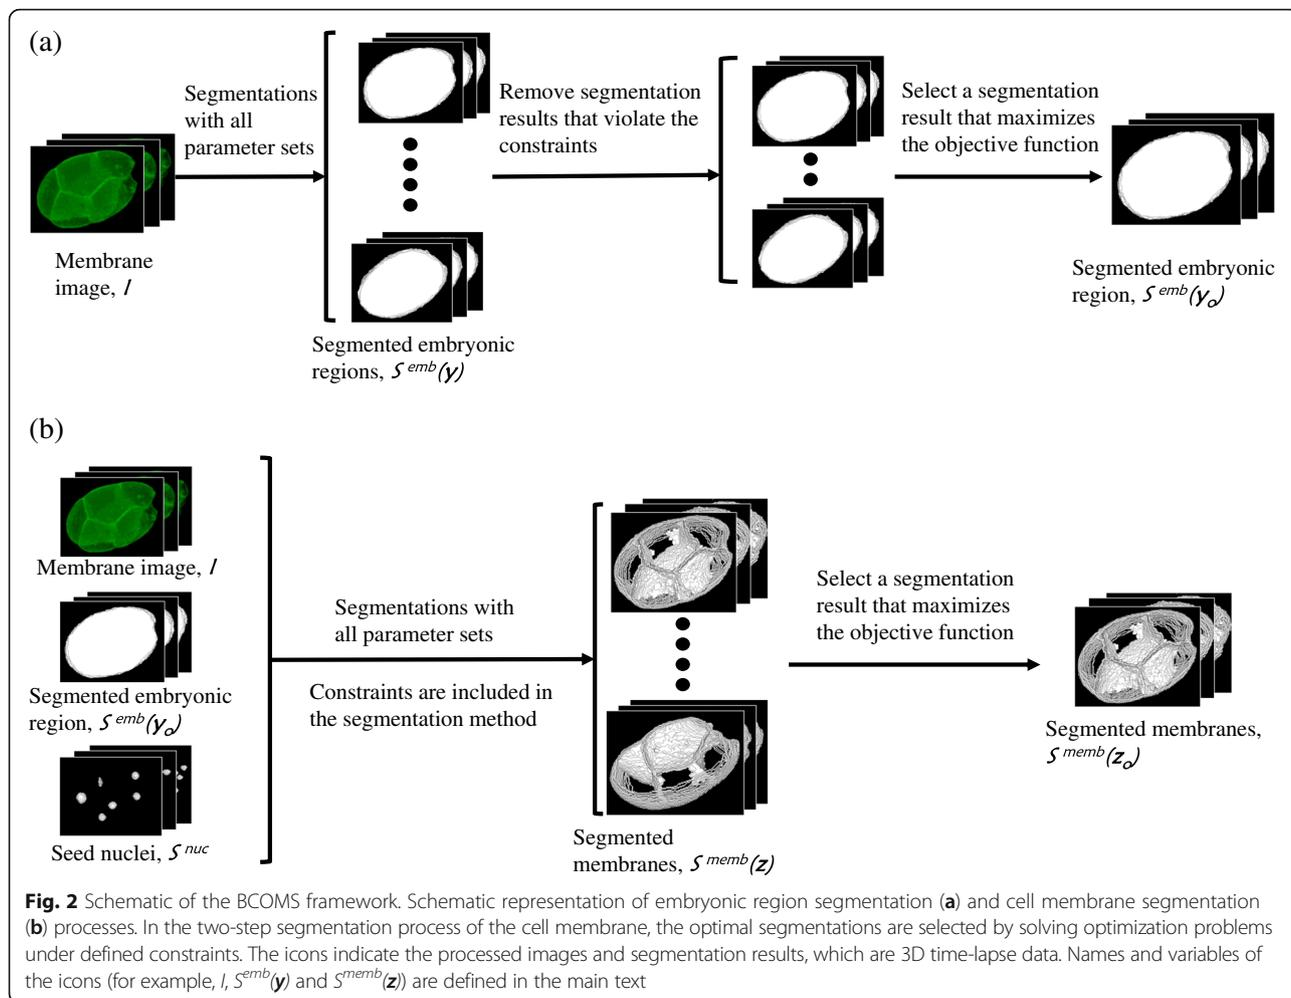 (a)
Segmentations
with all
parameter sets
Remove segmentation
results that violate the
constraints
Select a segmentation
result that maximizes
the objective function
Membrane
image, I
Segmented embryonic
regions, S^emb(y)
Segmented embryonic
region, S^emb(y_o)
(b)
Membrane image, I
Segmented embryonic
region, S^emb(y_o)
Seed nuclei, S^nuc
Segmentations with
all parameter sets
Constraints are included in
the segmentation method
Segmented
membranes, S^memb(z)
Select a segmentation
result that maximizes
the objective function
Segmented membranes,
S^memb(z_o)
Fig. 2 Schematic of the BCOMS framework. Schematic representation of embryonic region segmentation (a) and cell membrane segmentation
(b) processes. In the two-step segmentation process of the cell membrane, the optimal segmentations are selected by solving optimization problems
under defined constraints. The icons indicate the processed images and segmentation results, which are 3D time-lapse data. Names and variables of
the icons (for example, I, S^emb(y) and S^memb(z)) are defined in the main text